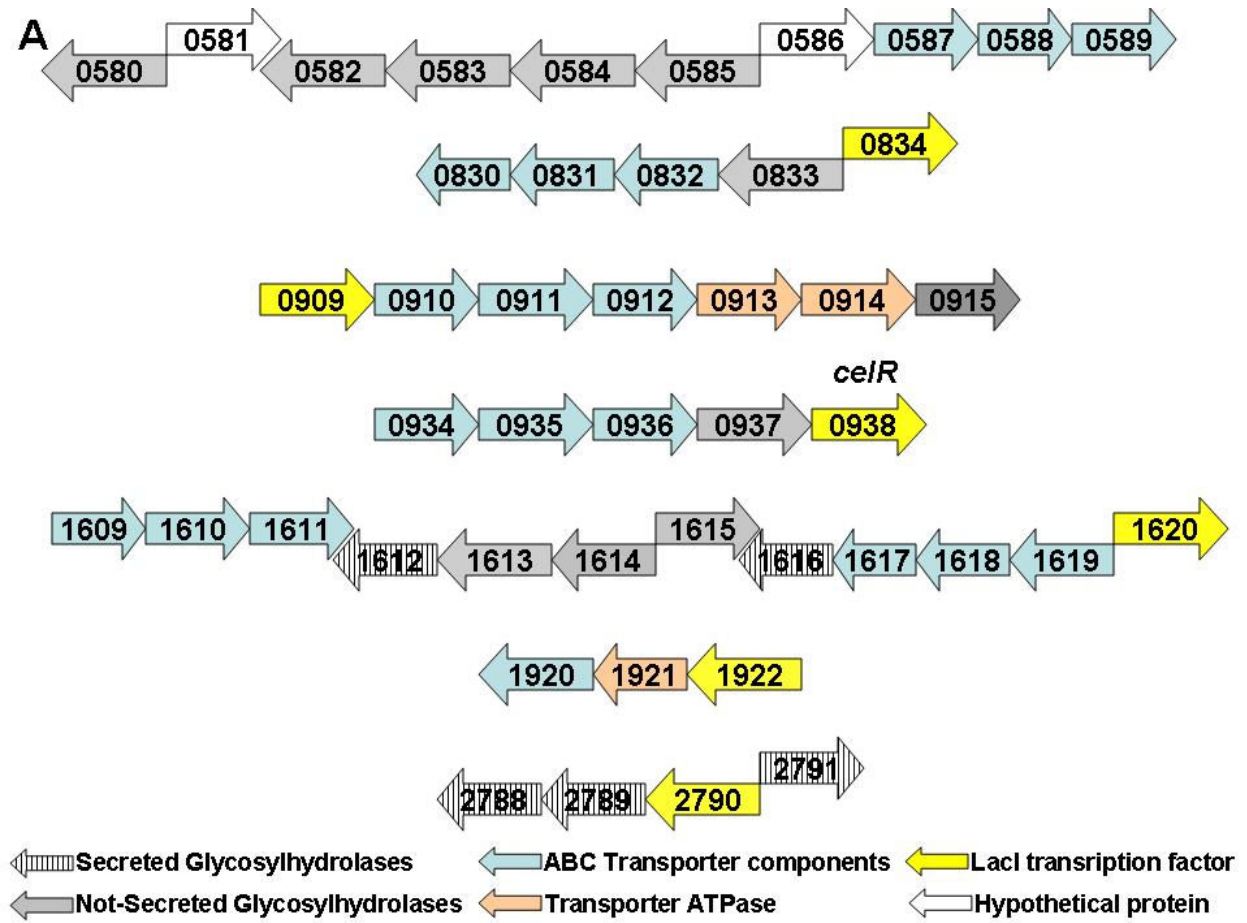 A
0581 0586 0587 0588 0589
0580 0582 0583 0584 0585
0834
0830 0831 0832 0833
0909 0910 0911 0912 0913 0914 0915
celR
0934 0935 0936 0937 0938
1609 1610 1611 1615 1620
1612 1613 1614 1616 1617 1618 1619
1920 1921 1922
2791
2788 2789 2790
Secreted Glycosylhydrolases ABC Transporter components LacI transription factor
Not-Secreted Glycosylhydrolases Transporter ATPase Hypothetical protein